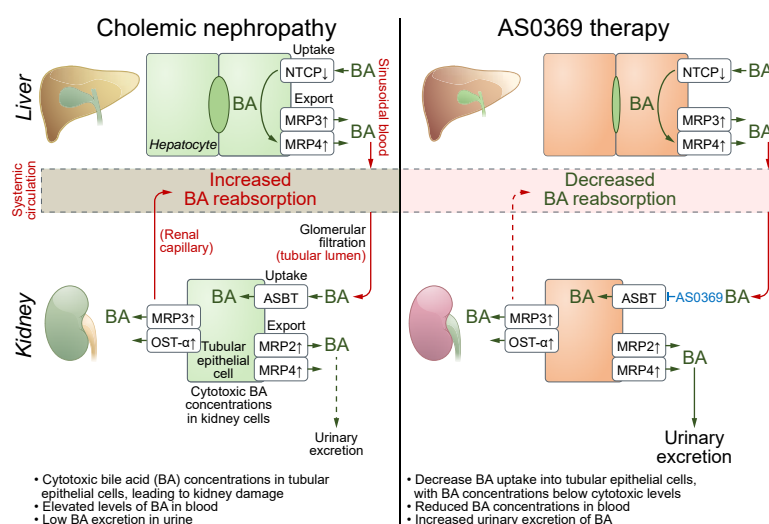 Cholemic nephropathy
Liver
Uptake
NTCP↓
BA
BA
Export
MRP3↑
MRP4↑
BA
Hepatocyte
Sinusoidal blood
Systemic
circulation
Increased
BA reabsorption
(Renal
capillary)
Glomerular
filtration
(tubular lumen)
Kidney
Uptake
BA
ASBT
BA
BA
MRP3↑
OST-α↑
Export
MRP2↑
MRP4↑
BA
Tubular
epithelial
cell
Cytotoxic BA
concentrations
in kidney cells
Urinary
excretion
• Cytotoxic bile acid (BA) concentrations in tubular
epithelial cells, leading to kidney damage
• Elevated levels of BA in blood
• Low BA excretion in urine
AS0369 therapy
NTCP↓
BA
BA
MRP3↑
MRP4↑
BA
Decreased
BA reabsorption
BA
ASBT
AS0369
BA
BA
MRP3↑
OST-α↑
MRP2↑
MRP4↑
BA
Urinary
excretion
• Decrease BA uptake into tubular epithelial cells,
with BA concentrations below cytotoxic levels
• Reduced BA concentrations in blood
• Increased urinary excretion of BA